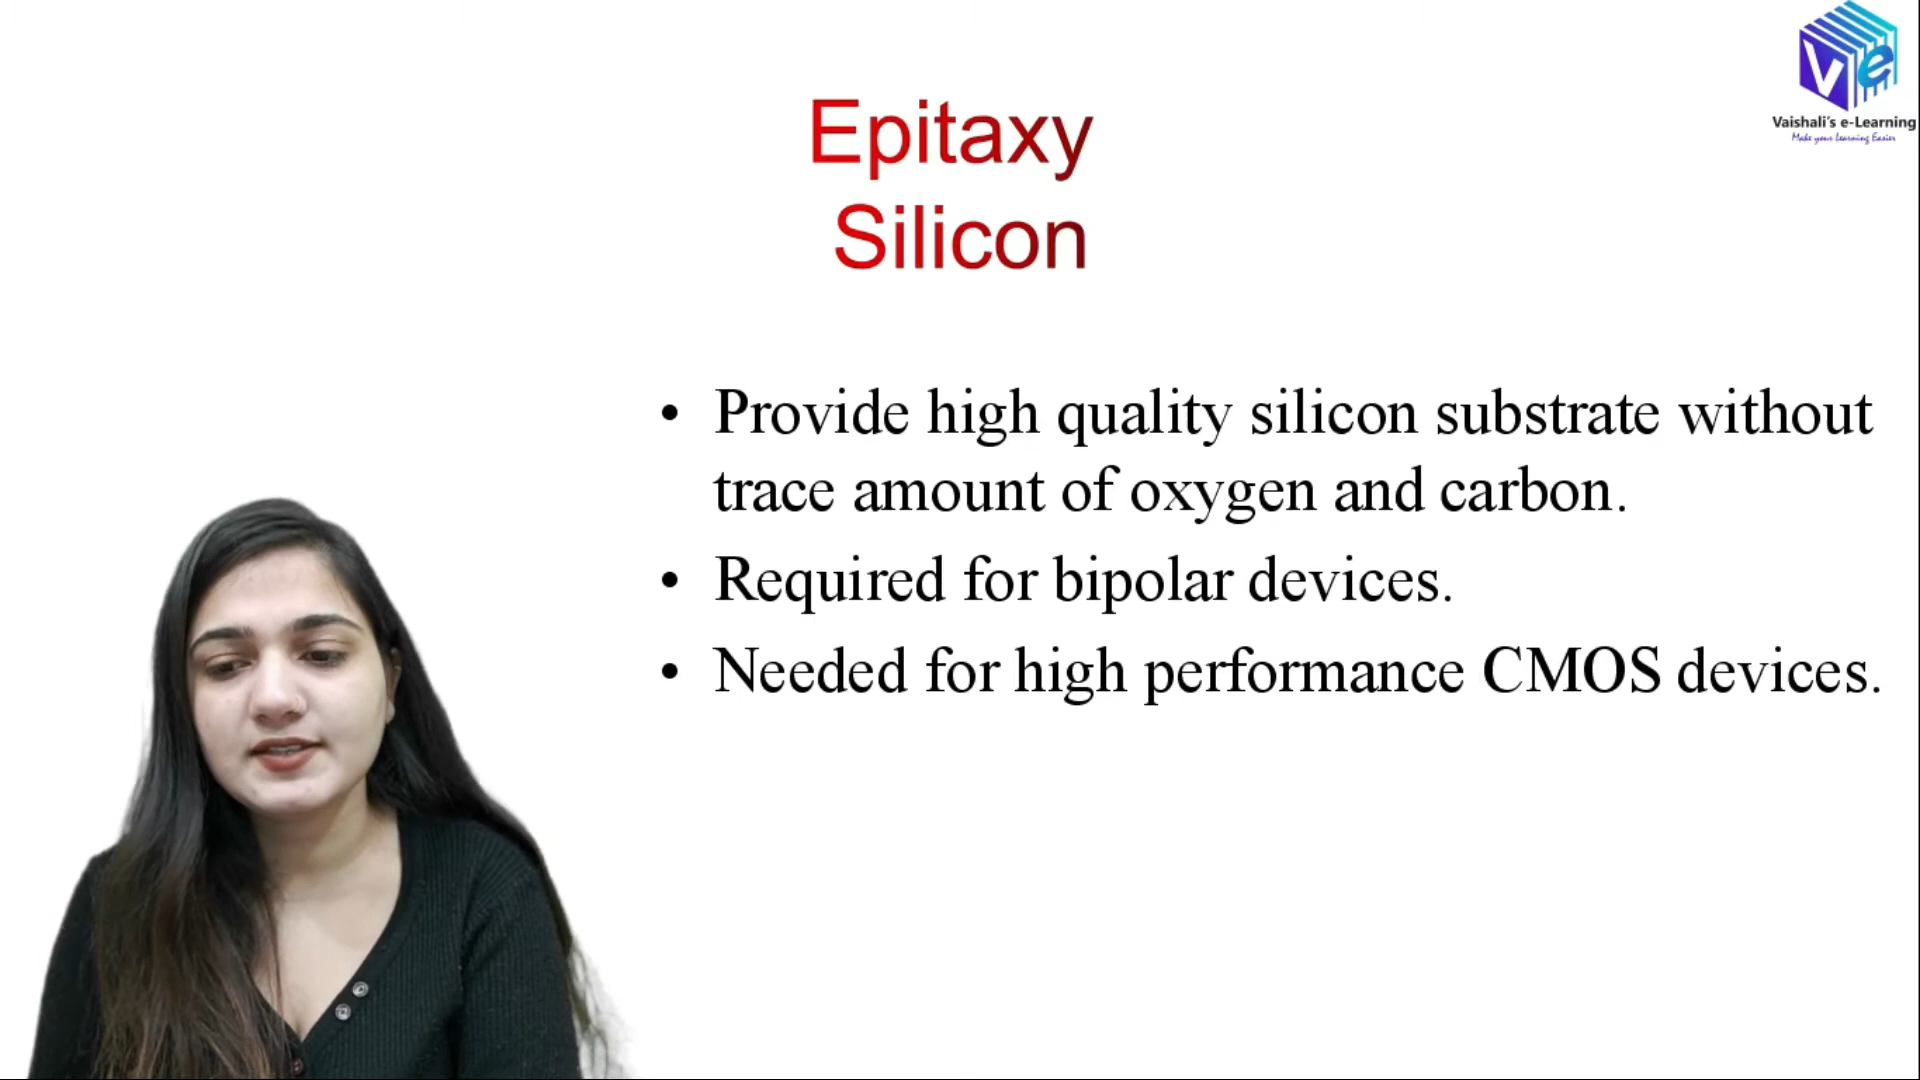 Ve
Vaishali's e-Learning
Make your Learning Easier
Epitaxy
Silicon
• Provide high quality silicon substrate without
trace amount of oxygen and carbon.
• Required for bipolar devices.
• Needed for high performance CMOS devices.